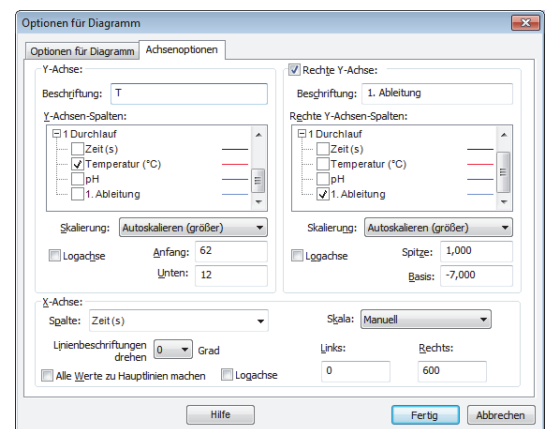 Optionen für Diagramm
Optionen für Diagramm Achsenoptionen
Y-Achse:
Beschriftung: T
Y-Achsen-Spalten:
1 Durchlauf
Zeit(s)
Temperatur (°C)
pH
1. Ableitung
Skalierung: Autoskalieren (größer)
Logachse Anfang: 62
Unten: 12
Rechte Y-Achse:
Beschriftung: 1. Ableitung
Rechte Y-Achsen-Spalten:
1 Durchlauf
Zeit(s)
Temperatur (°C)
pH
1. Ableitung
Skalierung: Autoskalieren (größer)
Logachse Spitze: 1,000
Basis: -7,000
X-Achse:
Spalte: Zeit(s) Skala: Manuell
Linienbeschriftungen
drehen 0 Grad
Links: Rechts:
0 600
Alle Werte zu Hauptlinien machen Logachse
Hilfe Fertig Abbrechen